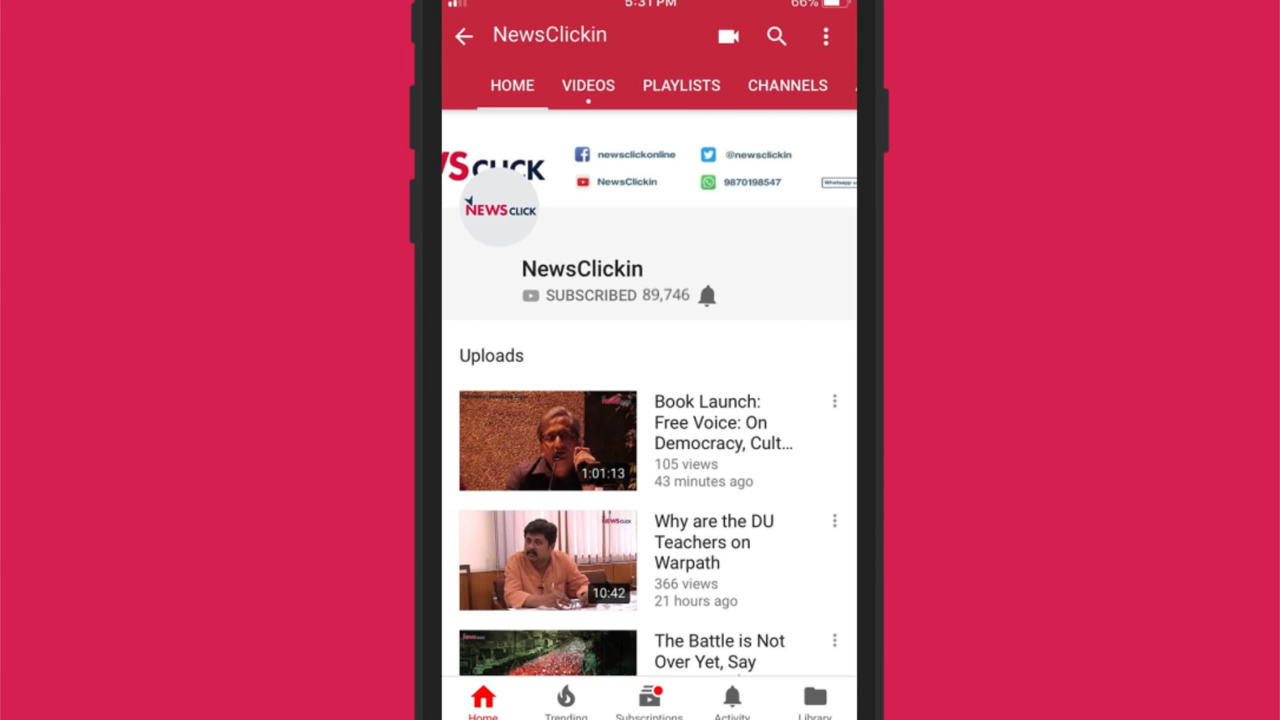 5:31 PM
66%
NewsClickin
HOME VIDEOS PLAYLISTS CHANNELS
newsclickonline @newsclickin
CLICK
NewsClickin 9870198547
NEWS CLICK
NewsClickin
SUBSCRIBED 89,746
Uploads
Book Launch:
Free Voice: On
Democracy, Cult...
1:01:13
105 views
43 minutes ago
NEWS CLICK
Why are the DU
Teachers on
Warpath
10:42
366 views
21 hours ago
The Battle is Not
Over Yet, Say
Home Trending Subscriptions Activity Library